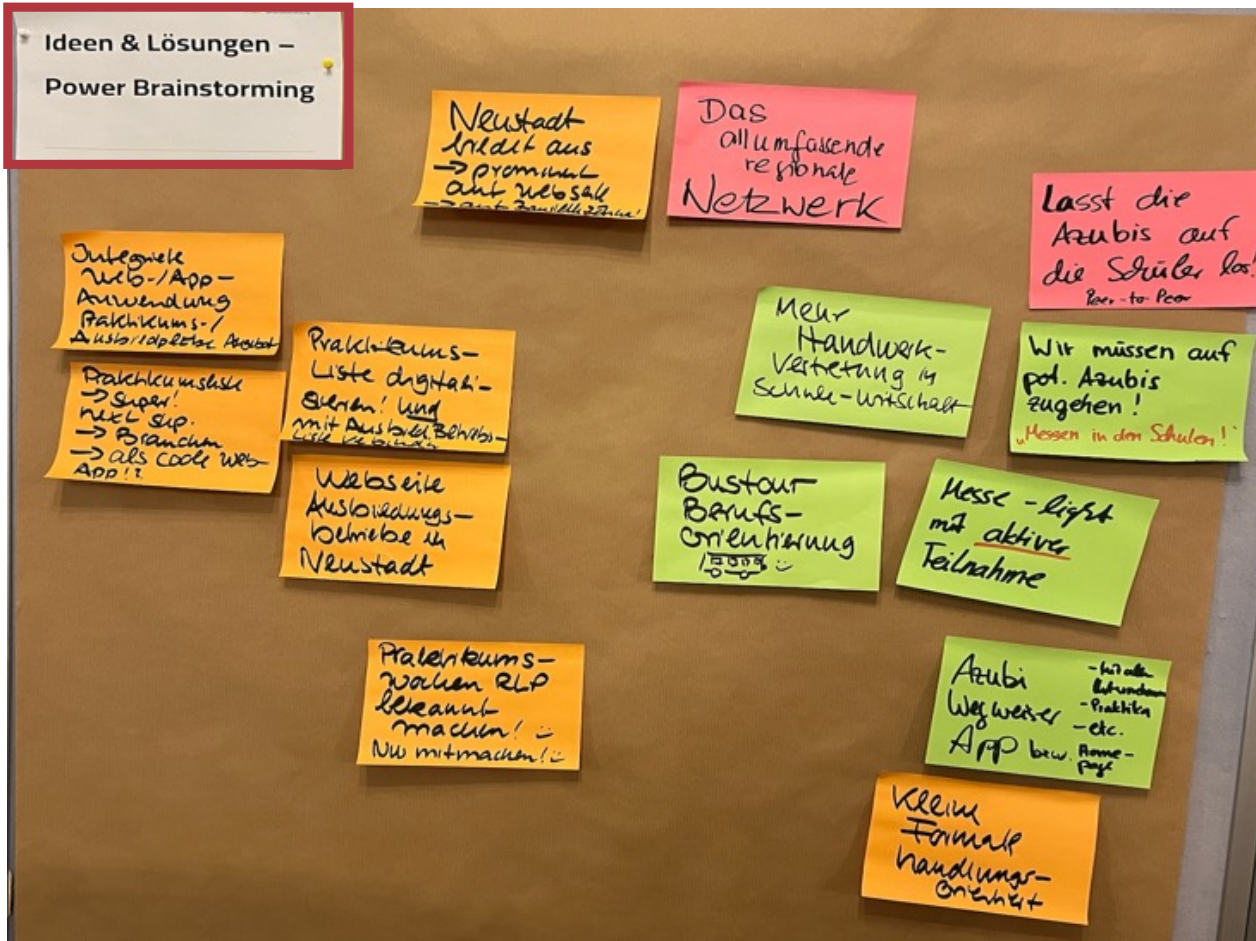 Ideen & Lösungen –
Power Brainstorming
Neustadt
bildet aus
→ prominent
auf Webseite
Das
allumfassende
regionale
Netzwerk
Lasst die
Azubis auf
die Schüler los!
Peer-to-Peer
Integrierte
Web-/App-
Anwendung
Praktikums-/
Praktikumsliste
→ super!
next step.
→ Branchen
→ als coole Web-
App!?
Praktikums-
Liste digitali-
sieren! Und
mit Ausbild.Betriebs-
Liste verbinden
Webseite
Ausbildungs-
betriebe in
Neustadt
Mehr
Handwerk-
Vertretung in
Schule-Wirtschaft
Wir müssen auf
pot. Azubis
zugehen!
"Messen in den Schulen!"
Bustour
Berufs-
orientierung
Messe-light
mit aktiver
Teilnahme
Praktikums-
wochen RLP
bekannt
machen!
NW mitmachen!
Azubi
Wegweiser
App bzw. Home-
page
- Praktika
- etc.
Kleine
Formate
handlungs-
orientiert